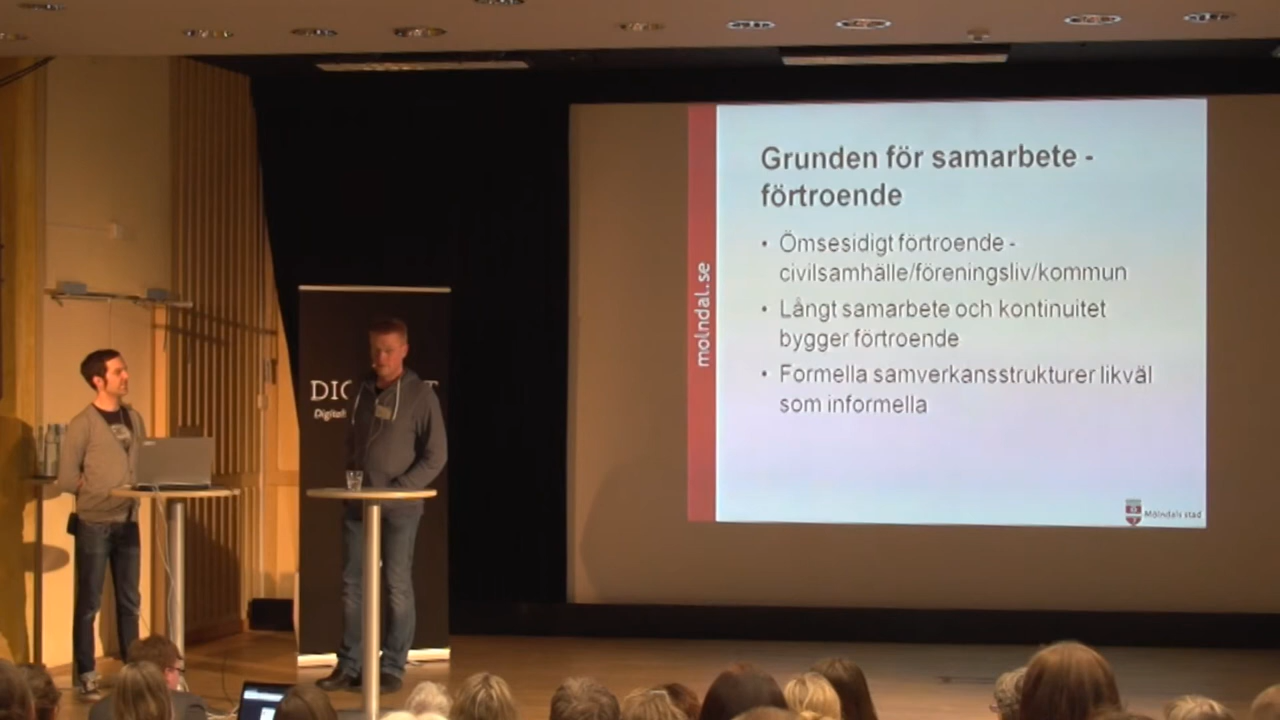 Grunden för samarbete -
förtroende
• Ömsesidigt förtroende -
civilsamhälle/föreningsliv/kommun
• Långt samarbete och kontinuitet
bygger förtroende
• Formella samverkansstrukturer likväl
som informella
molndal.se
Mölndals stad